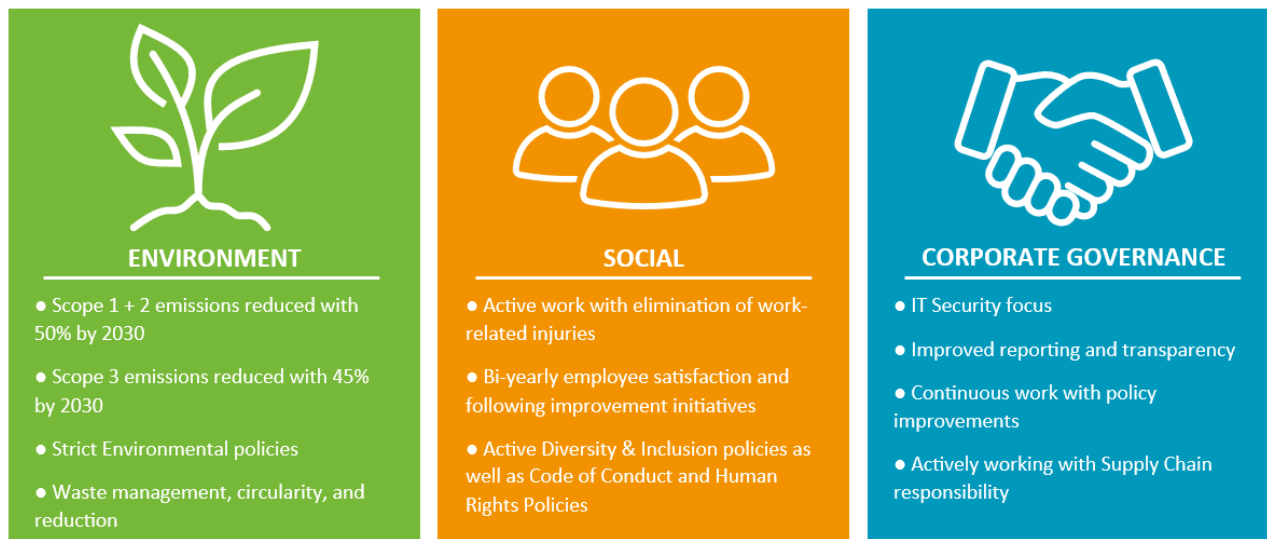 ENVIRONMENT
● Scope 1 + 2 emissions reduced with
50% by 2030
● Scope 3 emissions reduced with 45%
by 2030
● Strict Environmental policies
● Waste management, circularity, and
reduction
SOCIAL
● Active work with elimination of work-
related injuries
● Bi-yearly employee satisfaction and
following improvement initiatives
● Active Diversity & Inclusion policies as
well as Code of Conduct and Human
Rights Policies
CORPORATE GOVERNANCE
● IT Security focus
● Improved reporting and transparency
● Continuous work with policy
improvements
● Actively working with Supply Chain
responsibility